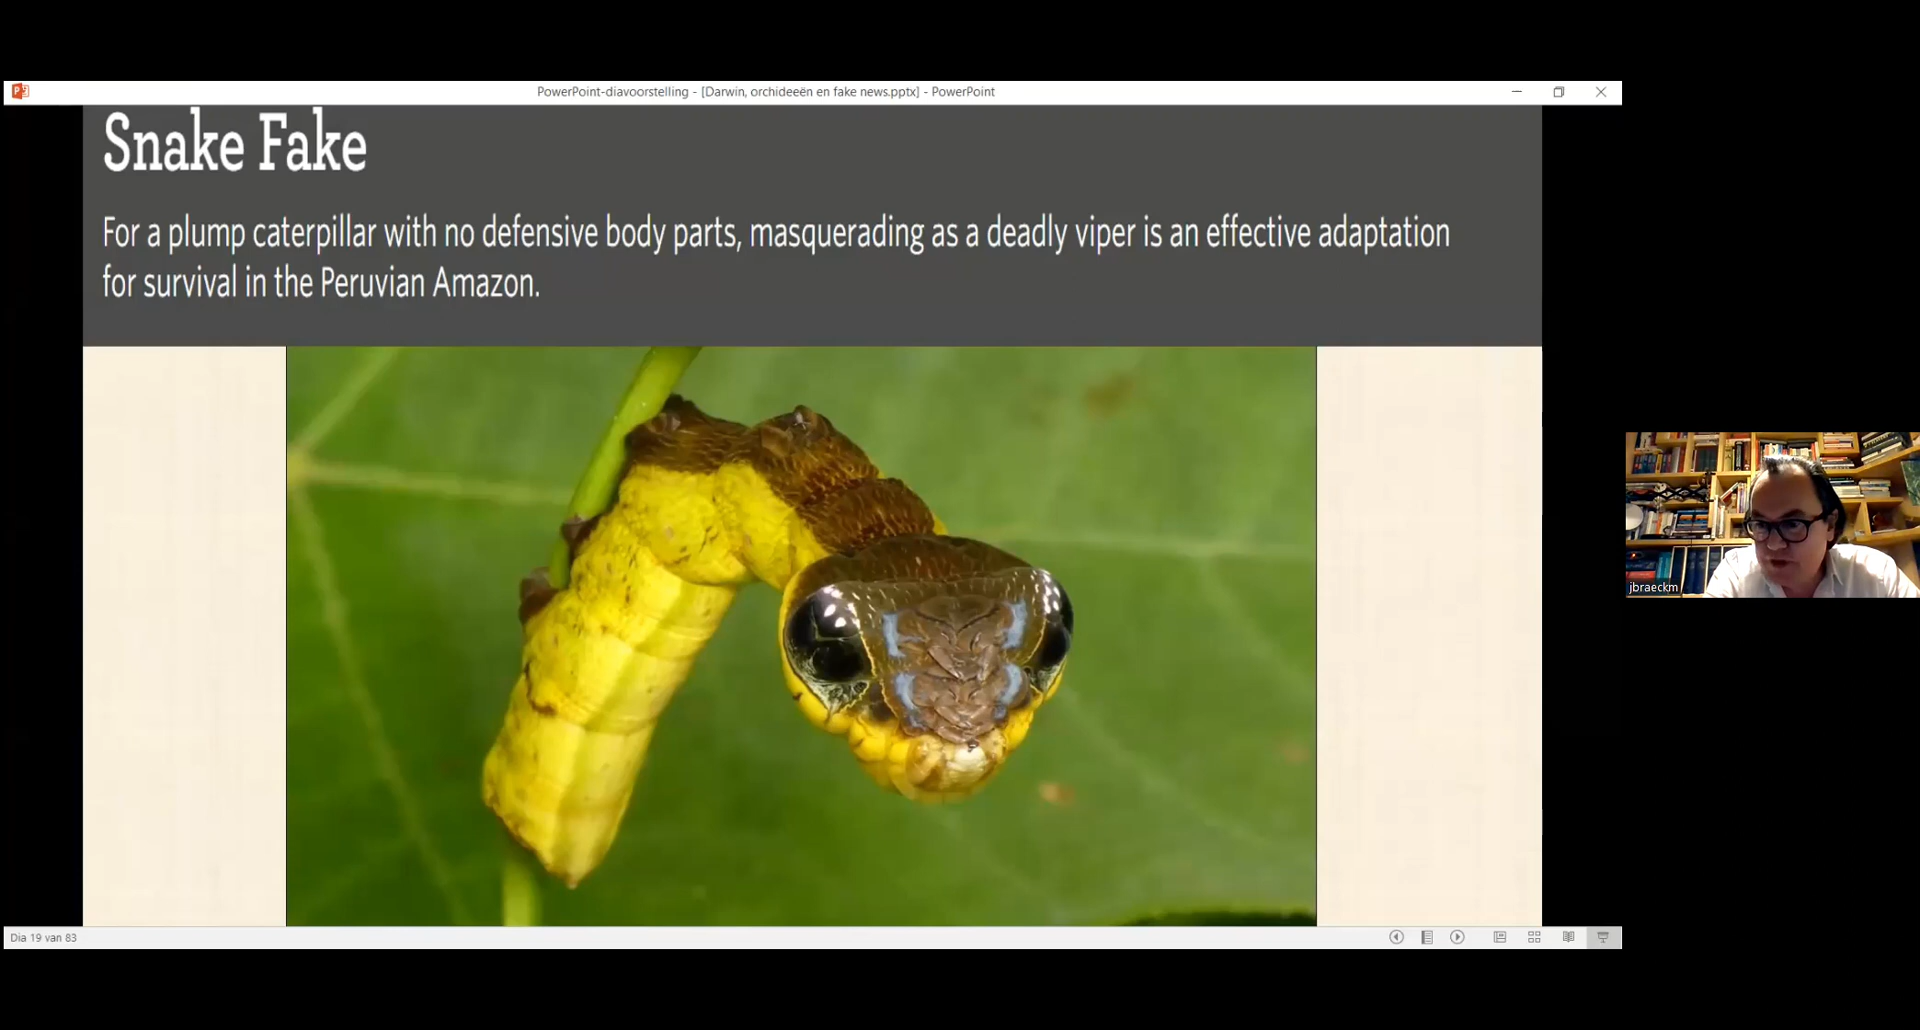 PowerPoint-diavoorstelling - [Darwin, orchideeën en fake news.pptx] - PowerPoint
Snake Fake
For a plump caterpillar with no defensive body parts, masquerading as a deadly viper is an effective adaptation
for survival in the Peruvian Amazon.
jbraeckm
Dia 19 van 83